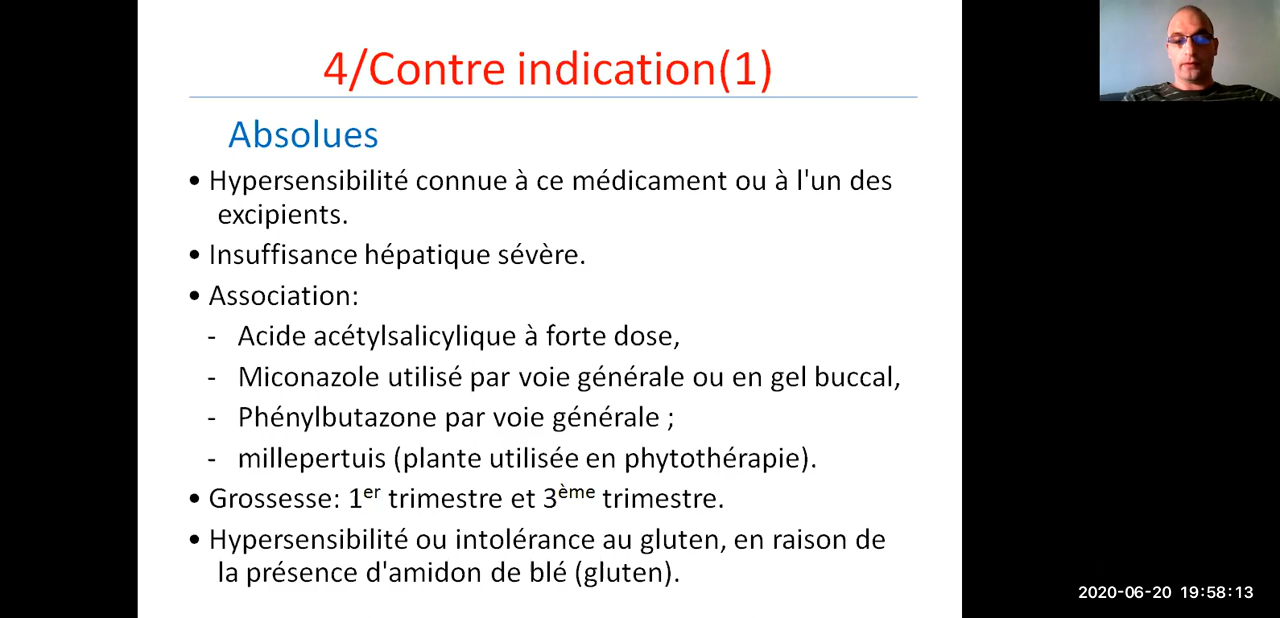 4/Contre indication(1)
Absolues
• Hypersensibilité connue à ce médicament ou à l'un des
excipients.
• Insuffisance hépatique sévère.
• Association:
- Acide acétylsalicylique à forte dose,
- Miconazole utilisé par voie générale ou en gel buccal,
- Phénylbutazone par voie générale ;
- millepertuis (plante utilisée en phytothérapie).
• Grossesse: 1er trimestre et 3ème trimestre.
• Hypersensibilité ou intolérance au gluten, en raison de
la présence d'amidon de blé (gluten).
2020-06-20 19:58:13